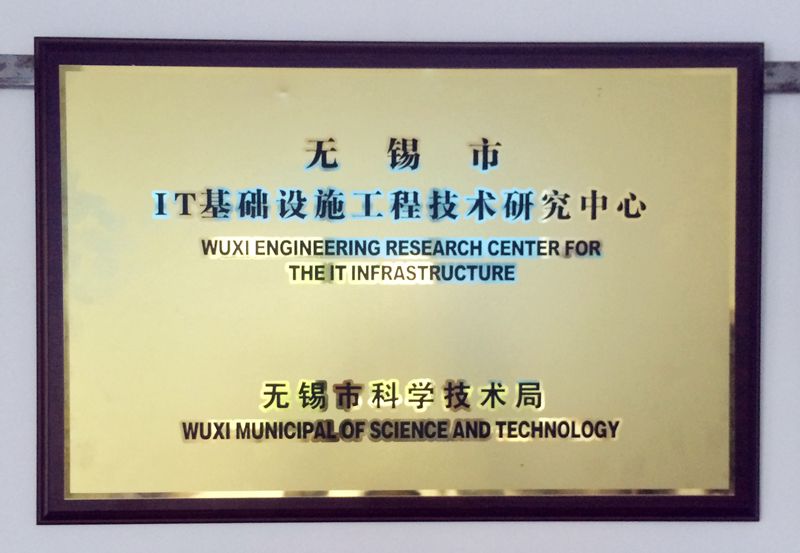 无锡市
IT基础设施工程技术研究中心
WUXI ENGINEERING RESEARCH CENTER FOR
THE IT INFRASTRUCTURE
无锡市科学技术局
WUXI MUNICIPAL OF SCIENCE AND TECHNOLOGY